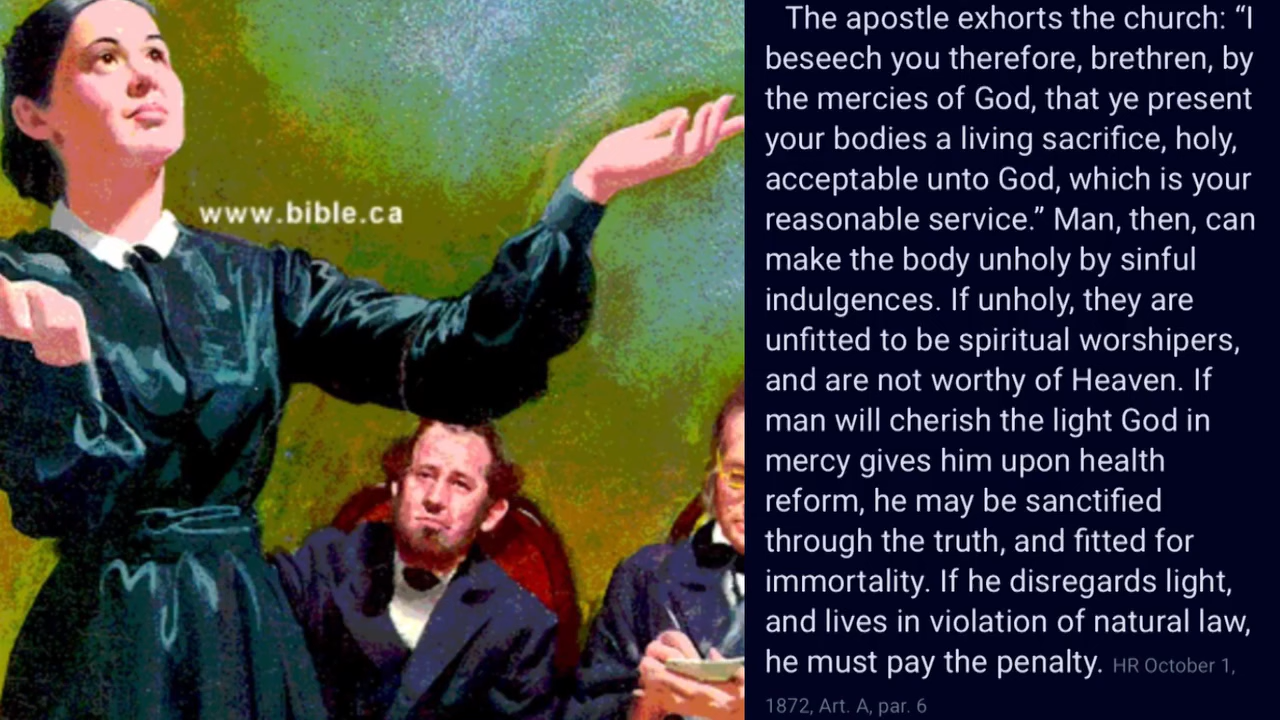 www.bible.ca
The apostle exhorts the church: “I
beseech you therefore, brethren, by
the mercies of God, that ye present
your bodies a living sacrifice, holy,
acceptable unto God, which is your
reasonable service.” Man, then, can
make the body unholy by sinful
indulgences. If unholy, they are
unfitted to be spiritual worshipers,
and are not worthy of Heaven. If
man will cherish the light God in
mercy gives him upon health
reform, he may be sanctified
through the truth, and fitted for
immortality. If he disregards light,
and lives in violation of natural law,
he must pay the penalty. HR October 1,
1872, Art. A, par. 6